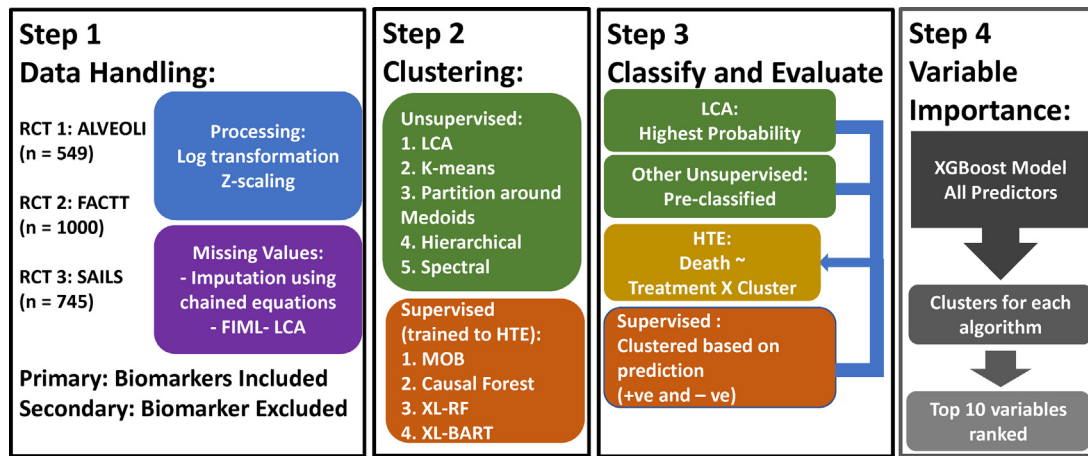 Step 1
Data Handling:
RCT 1: ALVEOLI
(n = 549)
RCT 2: FACTT
(n = 1000)
RCT 3: SAILS
(n = 745)
Processing:
Log transformation
Z-scaling
Missing Values:
- Imputation using
chained equations
- FIML- LCA
Primary: Biomarkers Included
Secondary: Biomarker Excluded
Step 2
Clustering:
Unsupervised:
1. LCA
2. K-means
3. Partition around
Medoids
4. Hierarchical
5. Spectral
Supervised
(trained to HTE):
1. MOB
2. Causal Forest
3. XL-RF
4. XL-BART
Step 3
Classify and Evaluate
LCA:
Highest Probability
Other Unsupervised:
Pre-classified
HTE:
Death ~
Treatment X Cluster
Supervised :
Clustered based on
prediction
(+ve and – ve)
Step 4
Variable
Importance:
XGBoost Model
All Predictors
Clusters for each
algorithm
Top 10 variables
ranked